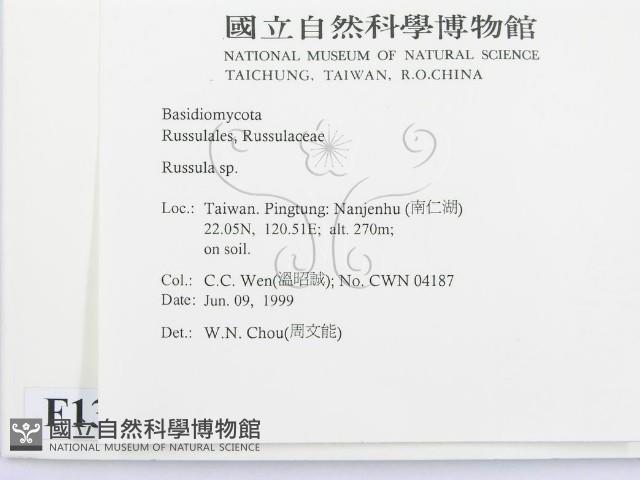 國立自然科學博物館
NATIONAL MUSEUM OF NATURAL SCIENCE
TAICHUNG, TAIWAN, R.O.CHINA
Basidiomycota
Russulales, Russulaceae
Russula sp.
Loc.: Taiwan. Pingtung: Nanjenhu (南仁湖)
22.05N, 120.51E; alt. 270m;
on soil.
Col.: C.C. Wen(溫昭誠); No. CWN 04187
Date: Jun. 09, 1999
Det.: W.N. Chou(周文能)
國立自然科學博物館
NATIONAL MUSEUM OF NATURAL SCIENCE